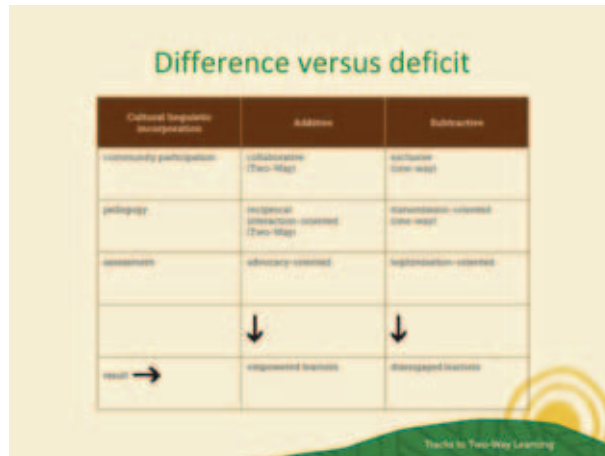 Difference versus deficit
Cultural linguistic
incorporation
Additive
Subtractive
community participation
collaborative
(Two-Way)
exclusive
(one-way)
pedagogy
reciprocal
interaction-oriented
(Two-Way)
transmission-oriented
(one-way)
assessment
advocacy-oriented
legitimisation-oriented
result
empowered learners
disengaged learners
Tracks to Two-Way Learning